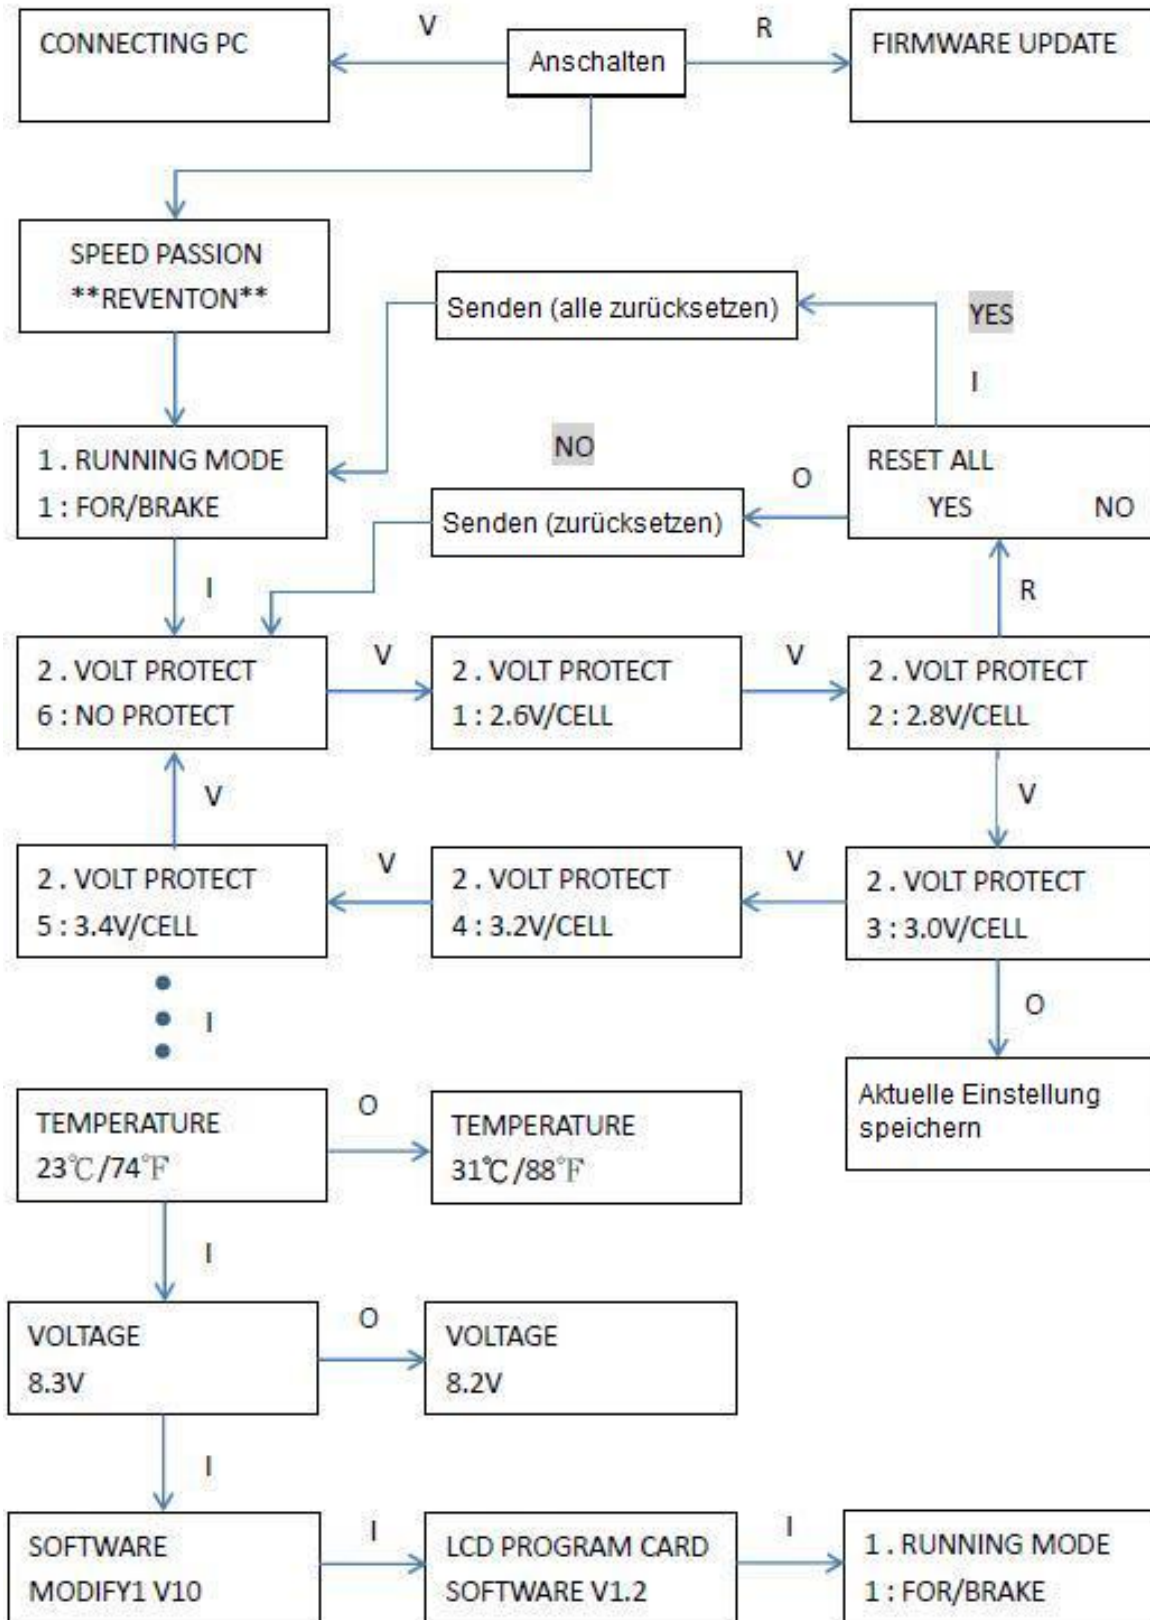 CONNECTING PC
V
Anschalten
R
FIRMWARE UPDATE
SPEED PASSION
**REVENTON**
Senden (alle zurücksetzen)
YES
I
1 . RUNNING MODE
1 : FOR/BRAKE
NO
Senden (zurücksetzen)
O
RESET ALL
YES NO
I
R
2 . VOLT PROTECT
6 : NO PROTECT
V
2 . VOLT PROTECT
1 : 2.6V/CELL
V
2 . VOLT PROTECT
2 : 2.8V/CELL
V
V
2 . VOLT PROTECT
5 : 3.4V/CELL
V
2 . VOLT PROTECT
4 : 3.2V/CELL
V
2 . VOLT PROTECT
3 : 3.0V/CELL
I
O
Aktuelle Einstellung
speichern
TEMPERATURE
23℃/74℉
O
TEMPERATURE
31℃/88℉
I
VOLTAGE
8.3V
O
VOLTAGE
8.2V
I
SOFTWARE
MODIFY1 V10
I
LCD PROGRAM CARD
SOFTWARE V1.2
I
1 . RUNNING MODE
1 : FOR/BRAKE